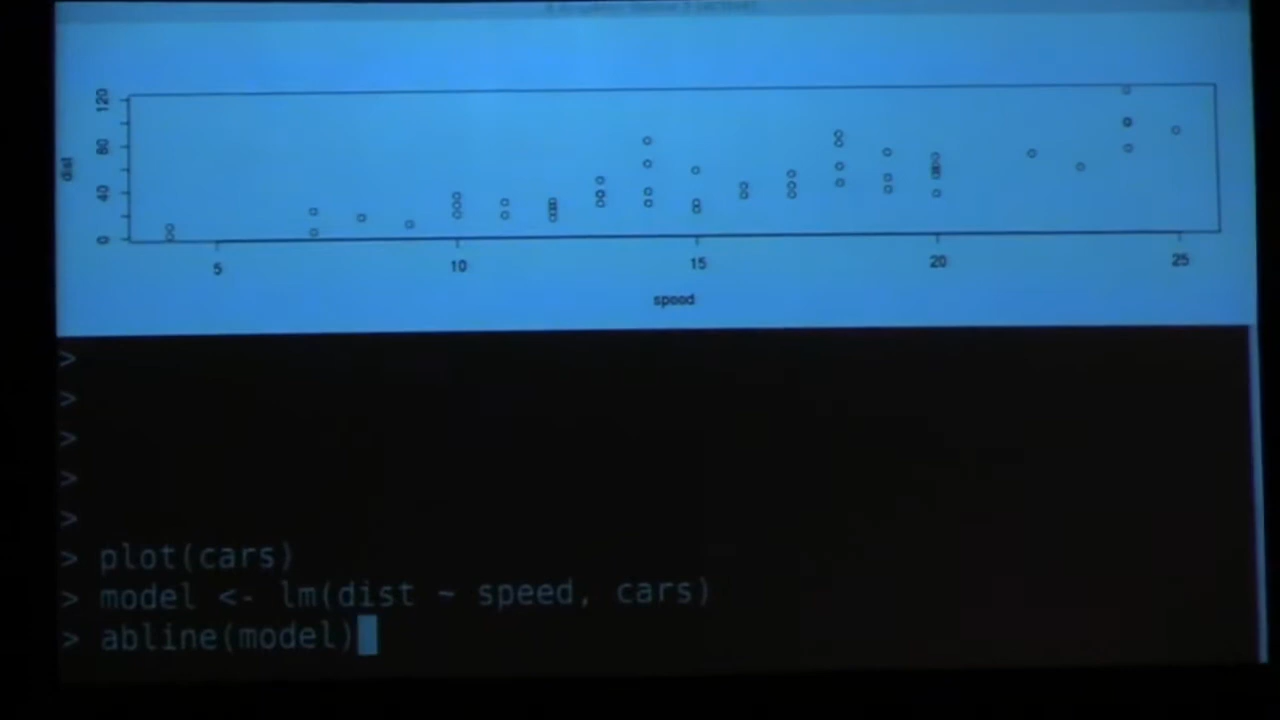 120
80
40
0
dist
5 10 15 20 25
speed
>
>
>
>
>
> plot(cars)
> model <- lm(dist ~ speed, cars)
> abline(model)